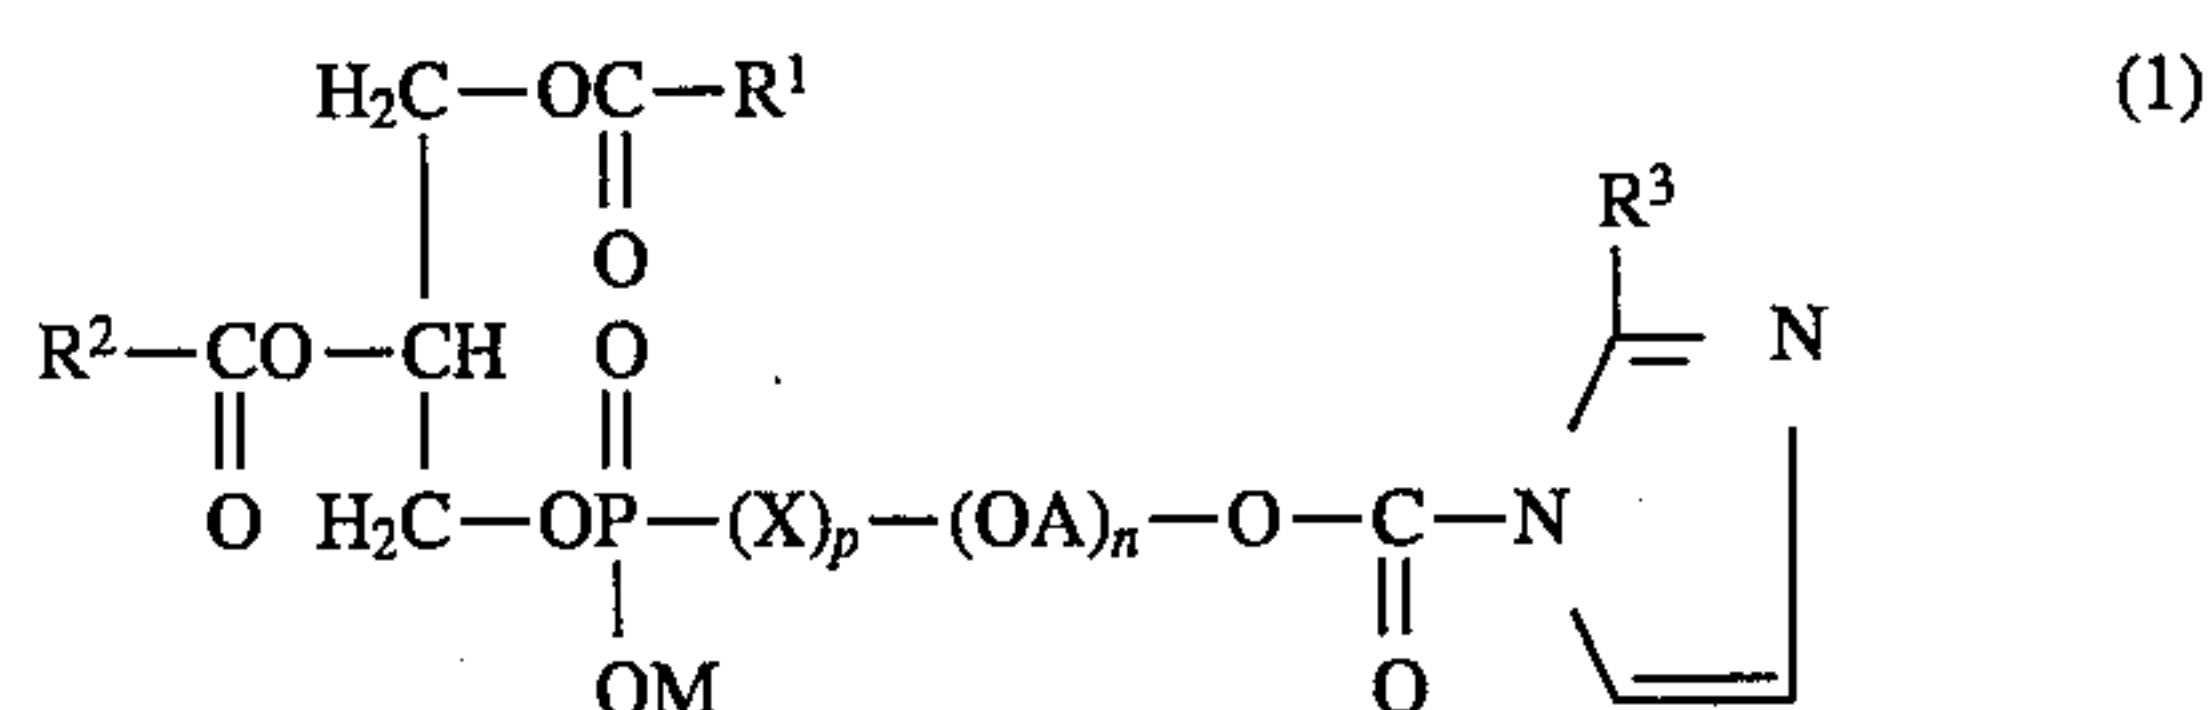 H₂C—OC—R¹ (1)
O
R³
R²—CO—CH O N
O H₂C—OP—(X)ₚ—(OA)ₙ—O—C—N
OM O